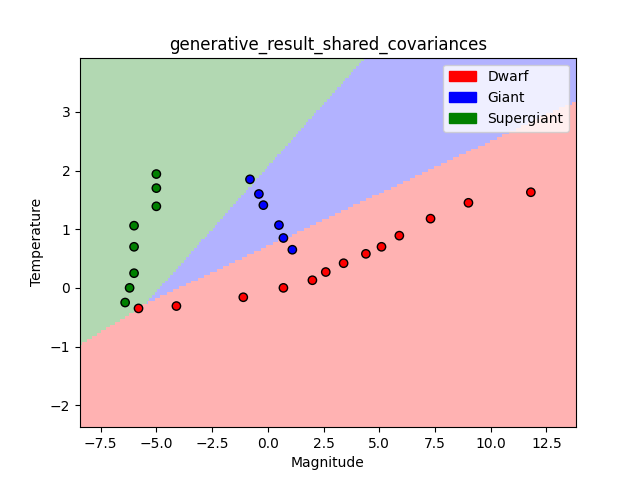 generative_result_shared_covariances
Dwarf
Giant
Supergiant
Temperature
3
2
1
0
−1
−2
−7.5
−5.0
−2.5
0.0
2.5
5.0
7.5
10.0
12.5
Magnitude